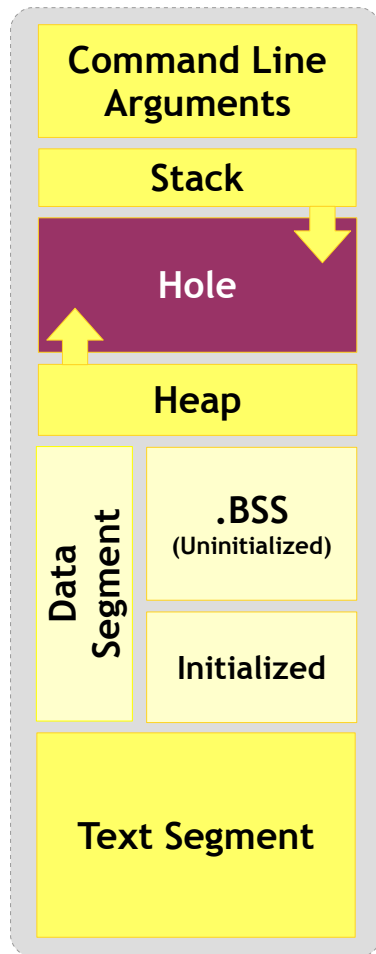 Command Line
Arguments
Stack
Hole
Heap
Data
Segment
.BSS
(Uninitialized)
Initialized
Text Segment